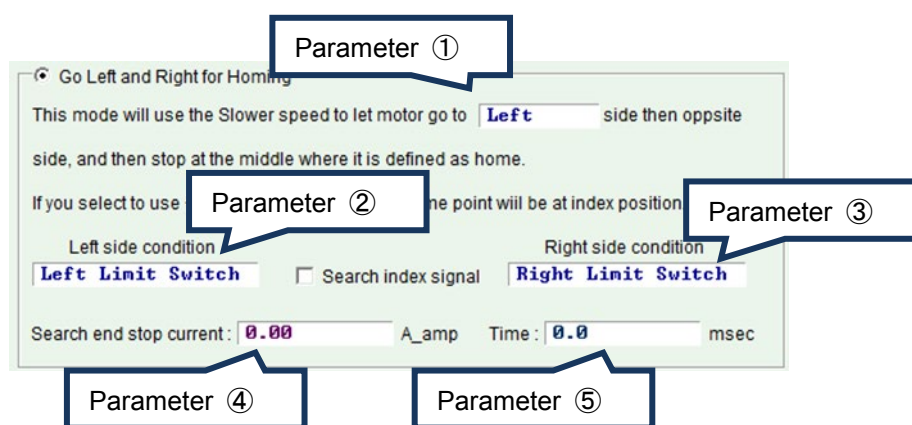 Parameter ①
Go Left and Right for Homing
This mode will use the Slower speed to let motor go to Left side then oppsite
side, and then stop at the middle where it is defined as home.
If you select to use
Parameter ②
point wiil be at index position
Parameter ③
Left side condition
Right side condition
Left Limit Switch
Search index signal
Right Limit Switch
Search end stop current : 0.00 A_amp Time : 0.0 msec
Parameter ④
Parameter ⑤